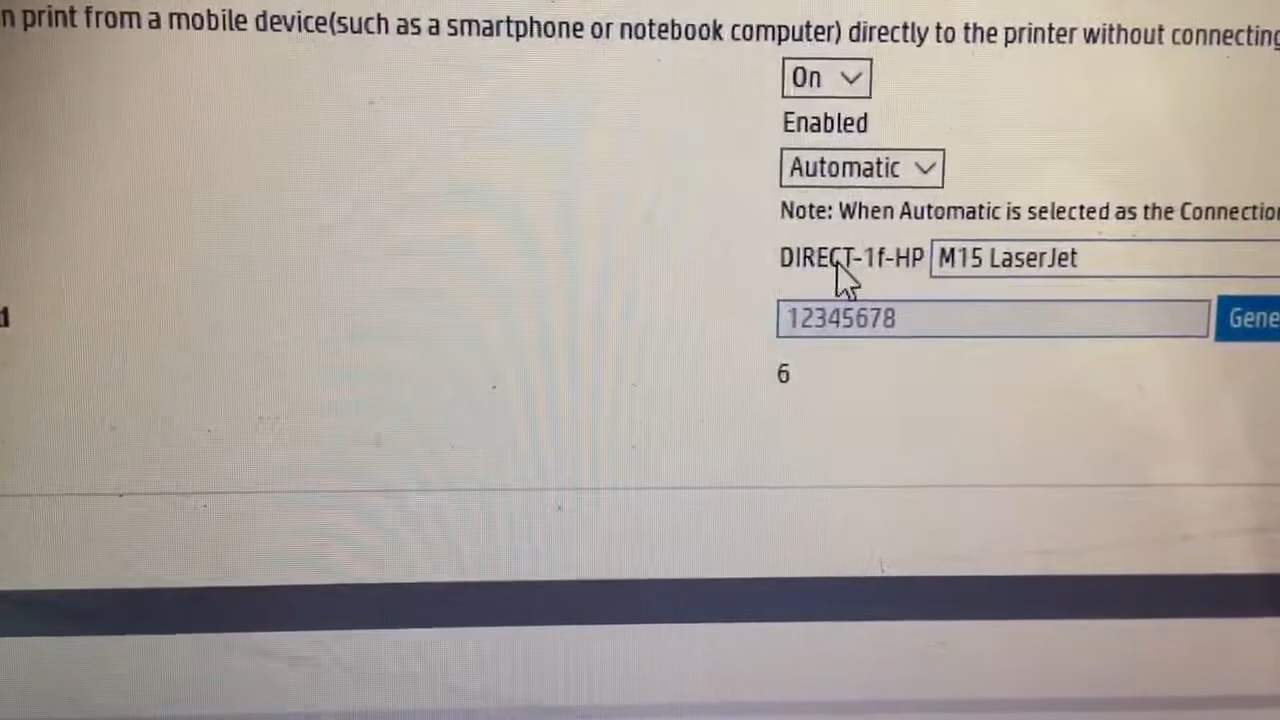 n print from a mobile device(such as a smartphone or notebook computer) directly to the printer without connecting
On
Enabled
Automatic
Note: When Automatic is selected as the Connection
DIRECT-1f-HP M15 LaserJet
d 12345678 Gene
6